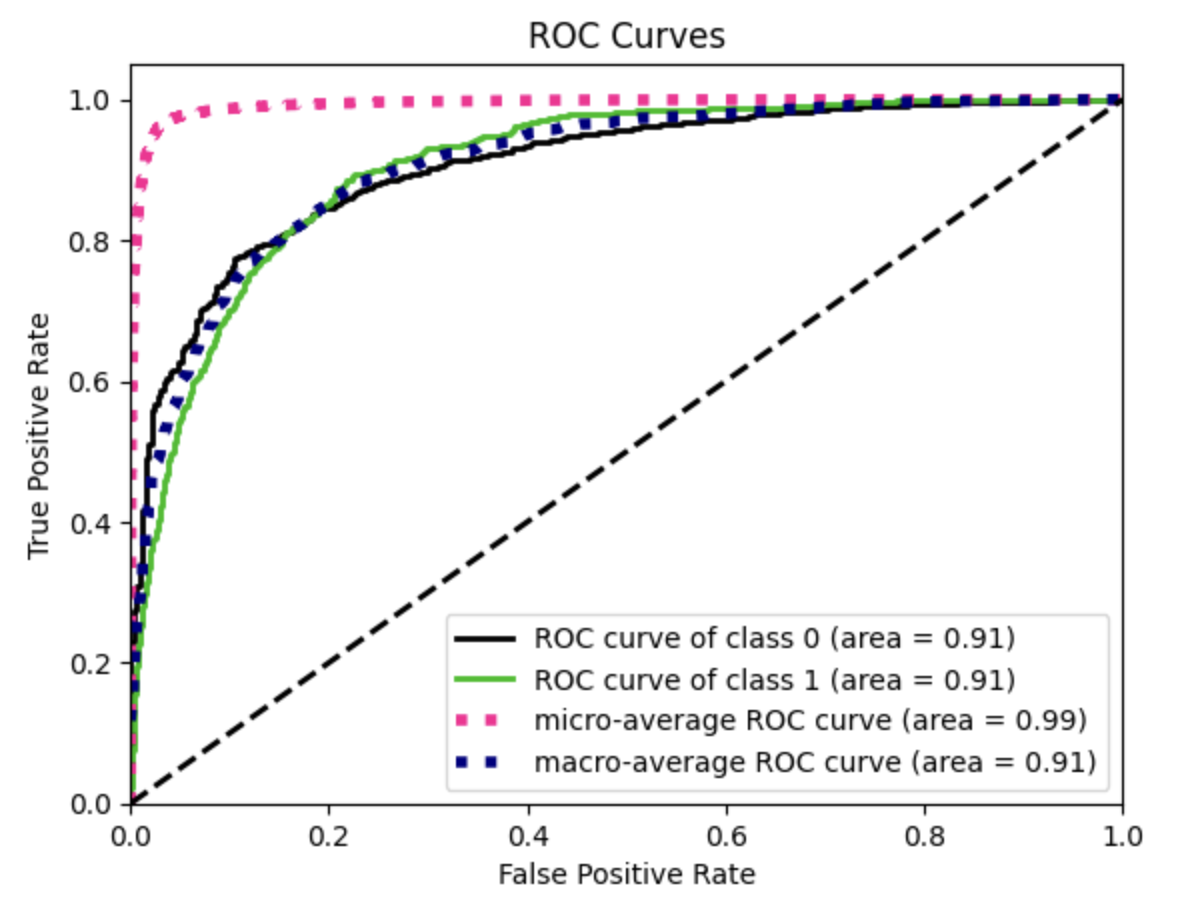 ROC Curves
True Positive Rate
1.0
0.8
0.6
0.4
0.2
0.0
ROC curve of class 0 (area = 0.91)
ROC curve of class 1 (area = 0.91)
micro-average ROC curve (area = 0.99)
macro-average ROC curve (area = 0.91)
0.0 0.2 0.4 0.6 0.8 1.0
False Positive Rate